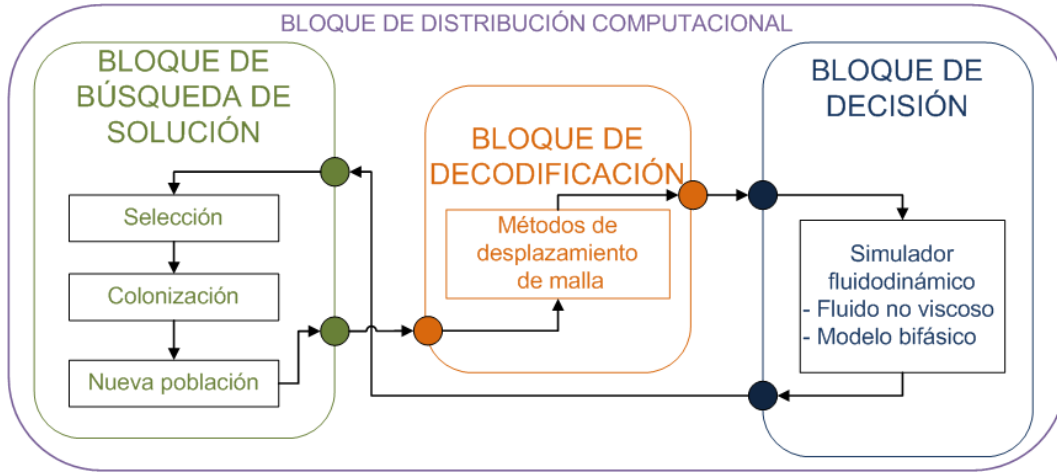 BLOQUE DE DISTRIBUCIÓN COMPUTACIONAL
BLOQUE DE
BÚSQUEDA DE
SOLUCIÓN
Selección
Colonización
Nueva población
BLOQUE DE
DECODIFICACIÓN
Métodos de
desplazamiento
de malla
BLOQUE DE
DECISIÓN
Simulador
fluidodinámico
- Fluido no viscoso
- Modelo bifásico